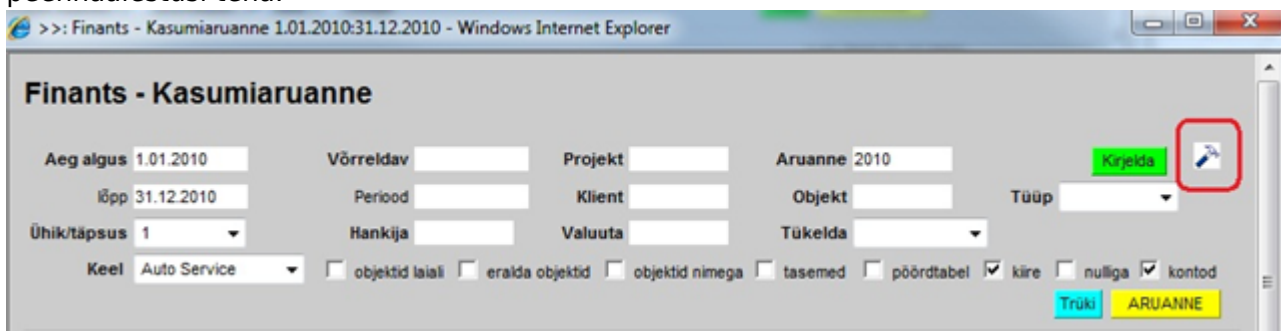 >>: Finants - Kasumiaruanne 1.01.2010:31.12.2010 - Windows Internet Explorer
Finants - Kasumiaruanne
Aeg algus 1.01.2010 Võrreldav Projekt Aruanne 2010 Kirjelda
lõpp 31.12.2010 Periood Klient Objekt Tüüp
Ühik/täpsus 1 Hankija Valuuta Tükelda
Keel Auto Service objektid laiali eralda objektid objektid nimega tasemed pöördtabel kiire nulliga kontod
Trüki ARUANNE